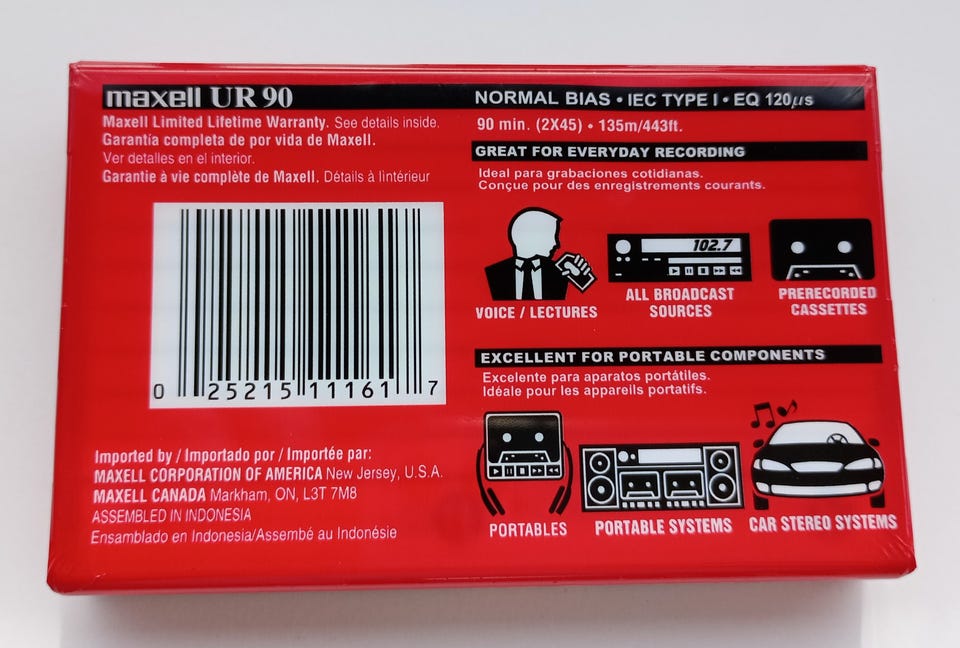 maxell UR 90
Maxell Limited Lifetime Warranty. See details inside.
Garantía completa de por vida de Maxell.
Ver detalles en el interior.
Garantie à vie complète de Maxell. Détails à lintérieur
0 25215 11161 7
Imported by / Importado por / Importée par:
MAXELL CORPORATION OF AMERICA New Jersey, U.S.A.
MAXELL CANADA Markham, ON, L3T 7M8
ASSEMBLED IN INDONESIA
Ensamblado en Indonesia/Assembé au Indonésie
NORMAL BIAS • IEC TYPE I • EQ 120µs
90 min. (2X45) • 135m/443ft.
GREAT FOR EVERYDAY RECORDING
Ideal para grabaciones cotidianas.
Conçue pour des enregistrements courants.
102.7
VOICE / LECTURES
ALL BROADCAST
SOURCES
PRERECORDED
CASSETTES
EXCELLENT FOR PORTABLE COMPONENTS
Excelente para aparatos portátiles.
Idéale pour les appareils portatifs.
PORTABLES
PORTABLE SYSTEMS
CAR STEREO SYSTEMS